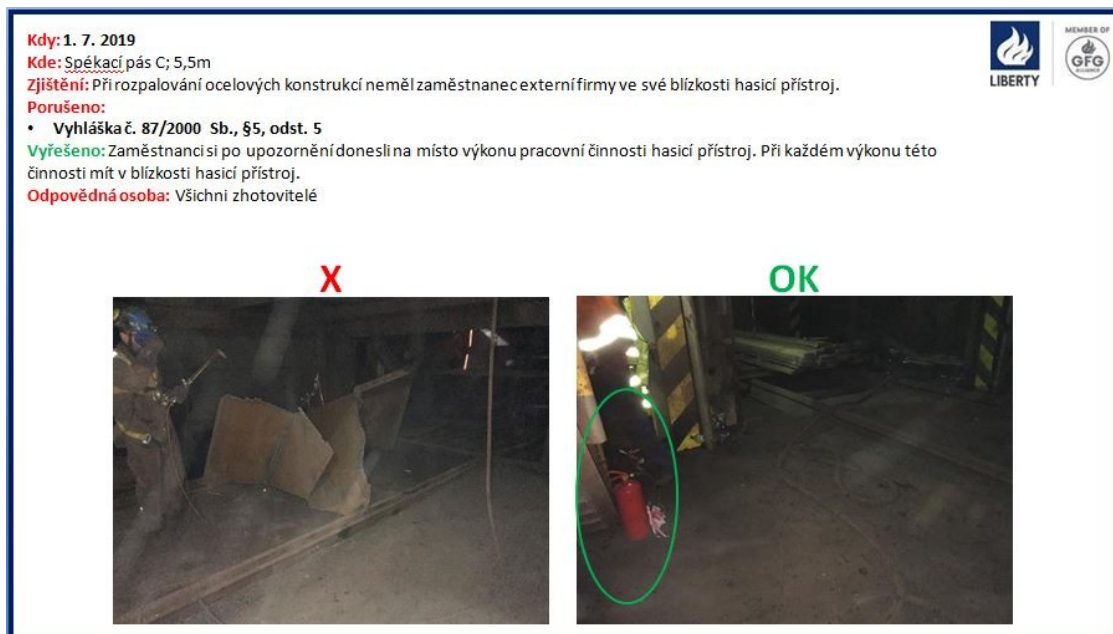 Kdy: 1. 7. 2019
Kde: Spékací pás C; 5,5m
Zjištění: Při rozpalování ocelových konstrukcí neměl zaměstnanec externí firmy ve své blízkosti hasicí přístroj.
Porušeno:
• Vyhláška č. 87/2000 Sb., §5, odst. 5
Vyřešeno: Zaměstnanci si po upozornění donesli na místo výkonu pracovní činnosti hasicí přístroj. Při každém výkonu této
činnosti mít v blízkosti hasicí přístroj.
Odpovědná osoba: Všichni zhotovitelé
LIBERTY
MEMBER OF
GFG
ALLIANCE
X
OK